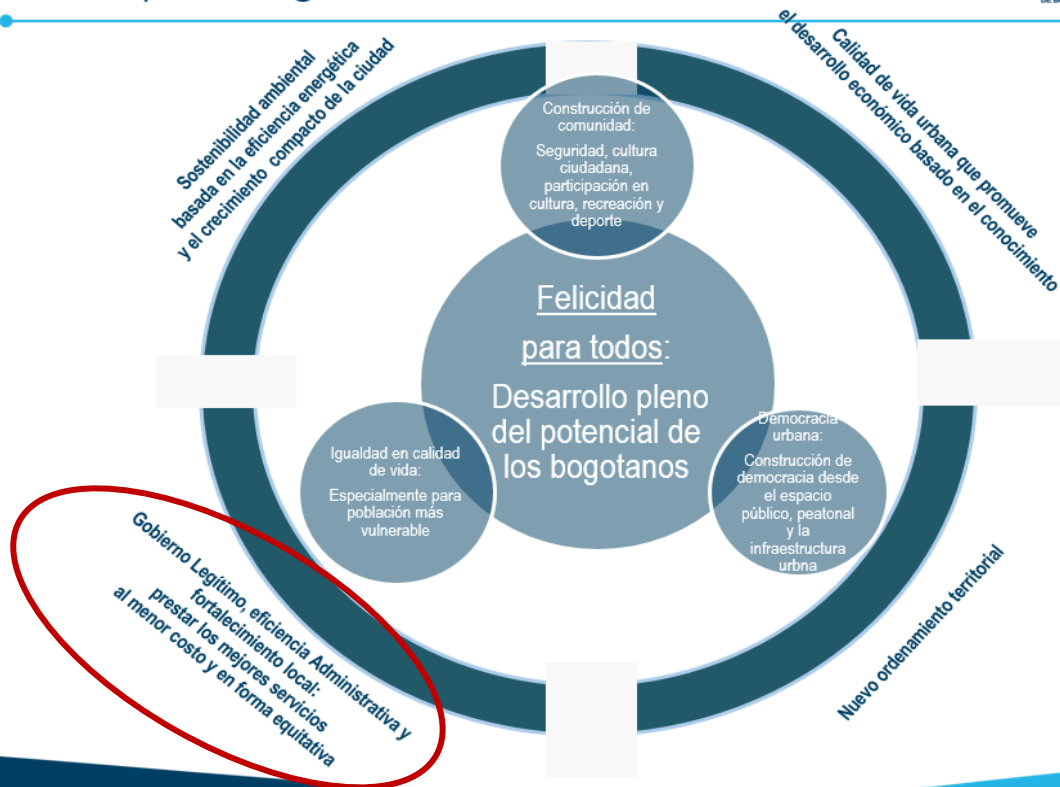 Sostenibilidad ambiental
basada en la eficiencia energética
y el crecimiento compacto de la ciudad
Calidad de vida urbana que promueve
el desarrollo económico basado en el conocimiento
Construcción de
comunidad:
Seguridad, cultura
ciudadana,
participación en
cultura, recreación y
deporte
Felicidad
para todos:
Desarrollo pleno
del potencial de
los bogotanos
Igualdad en calidad
de vida:
Especialmente para
población más
vulnerable
Democracia
urbana:
Construcción de
democracia desde
el espacio
público, peatonal
y la
infraestructura
urbna
Gobierno Legítimo, eficiencia Administrativa y
fortalecimiento local:
prestar los mejores servicios
al menor costo y en forma equitativa
Nuevo ordenamiento territorial